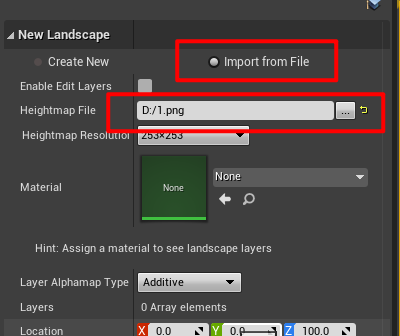 New Landscape
Create New Import from File
Enable Edit Layers
Heightmap File D:/1.png ...
Heightmap Resolution 253×253
Material None None
Hint: Assign a material to see landscape layers
Layer Alphamap Type Additive
Layers 0 Array elements
Location X 0.0 Y 0.0 Z 100.0